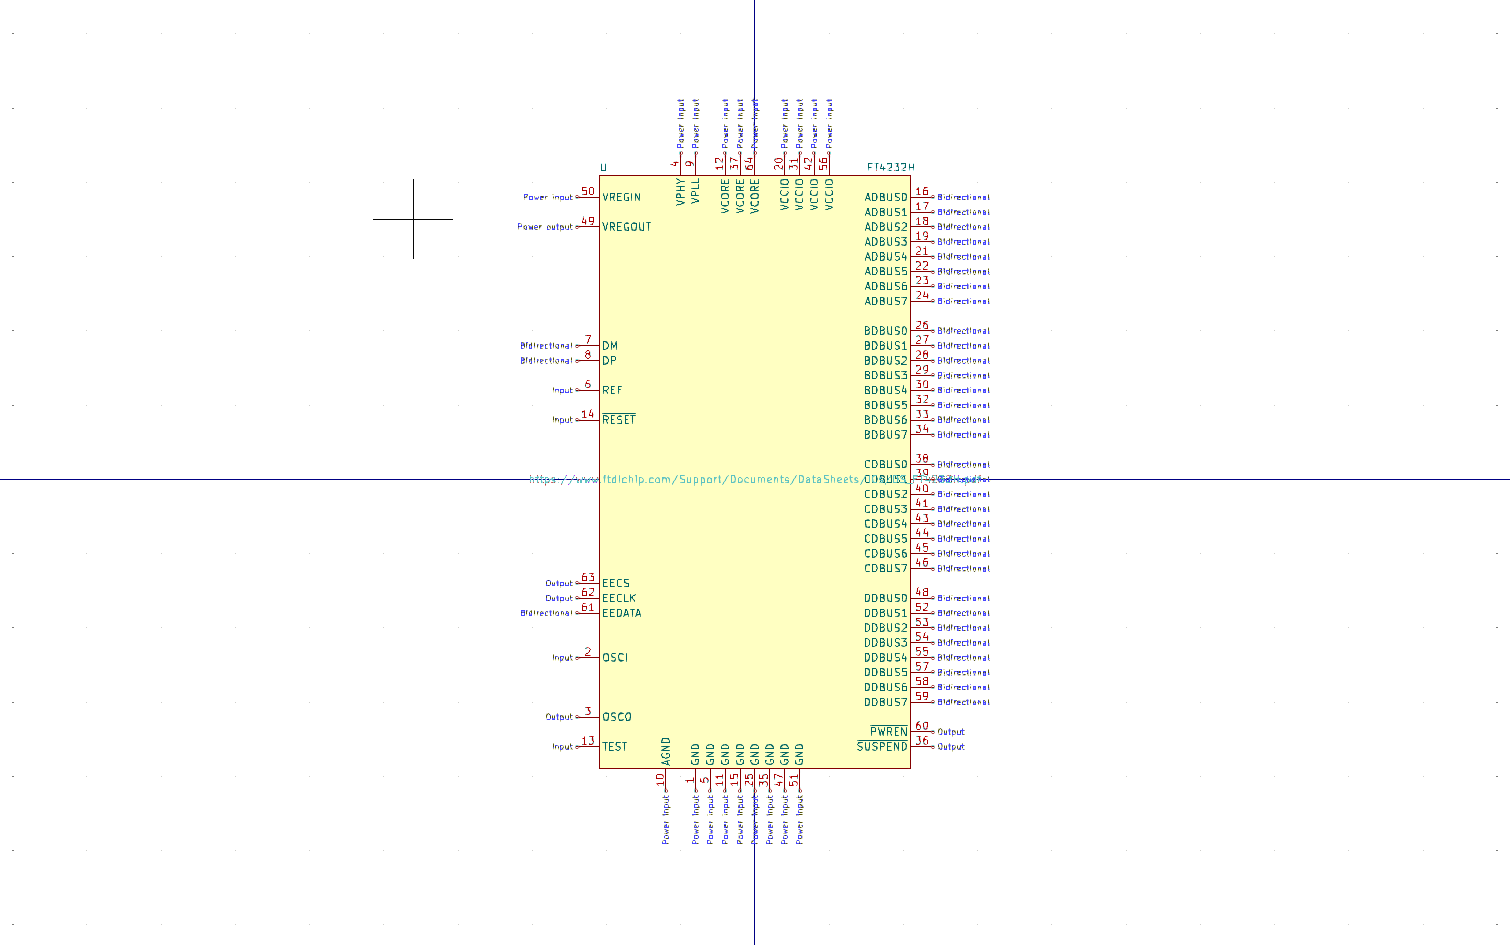 Power input Power input Power input Power input Power input Power input Power input Power input Power input
4 9 12 37 64 20 31 42 56
U FT4232H
VPHY VPLL VCORE VCORE VCORE VCCIO VCCIO VCCIO VCCIO
Power input 50 VREGIN ADBUS0 16 Bidirectional
ADBUS1 17 Bidirectional
Power output 49 VREGOUT ADBUS2 18 Bidirectional
ADBUS3 19 Bidirectional
ADBUS4 21 Bidirectional
ADBUS5 22 Bidirectional
ADBUS6 23 Bidirectional
ADBUS7 24 Bidirectional
BDBUS0 26 Bidirectional
Bidirectional 7 DM BDBUS1 27 Bidirectional
Bidirectional 8 DP BDBUS2 28 Bidirectional
BDBUS3 29 Bidirectional
Input 6 REF BDBUS4 30 Bidirectional
BDBUS5 32 Bidirectional
Input 14 RESET BDBUS6 33 Bidirectional
BDBUS7 34 Bidirectional
CDBUS0 38 Bidirectional
https://www.ftdichip.com/Support/Documents/DataSheets/ CDBUS1 39
CDBUS2 40 Bidirectional
CDBUS3 41 Bidirectional
CDBUS4 43 Bidirectional
CDBUS5 44 Bidirectional
CDBUS6 45 Bidirectional
CDBUS7 46 Bidirectional
Output 63 EECS
Output 62 EECLK DDBUS0 48 Bidirectional
Bidirectional 61 EEDATA DDBUS1 52 Bidirectional
DDBUS2 53 Bidirectional
DDBUS3 54 Bidirectional
Input 2 OSCI DDBUS4 55 Bidirectional
DDBUS5 57 Bidirectional
DDBUS6 58 Bidirectional
DDBUS7 59 Bidirectional
Output 3 OSCO
PWREN 60 Output
Input 13 TEST SUSPEND 36 Output
AGND GND GND GND GND GND GND GND GND
10 1 5 11 15 25 35 47 51
Power input Power input Power input Power input Power input Power input Power input Power input Power input